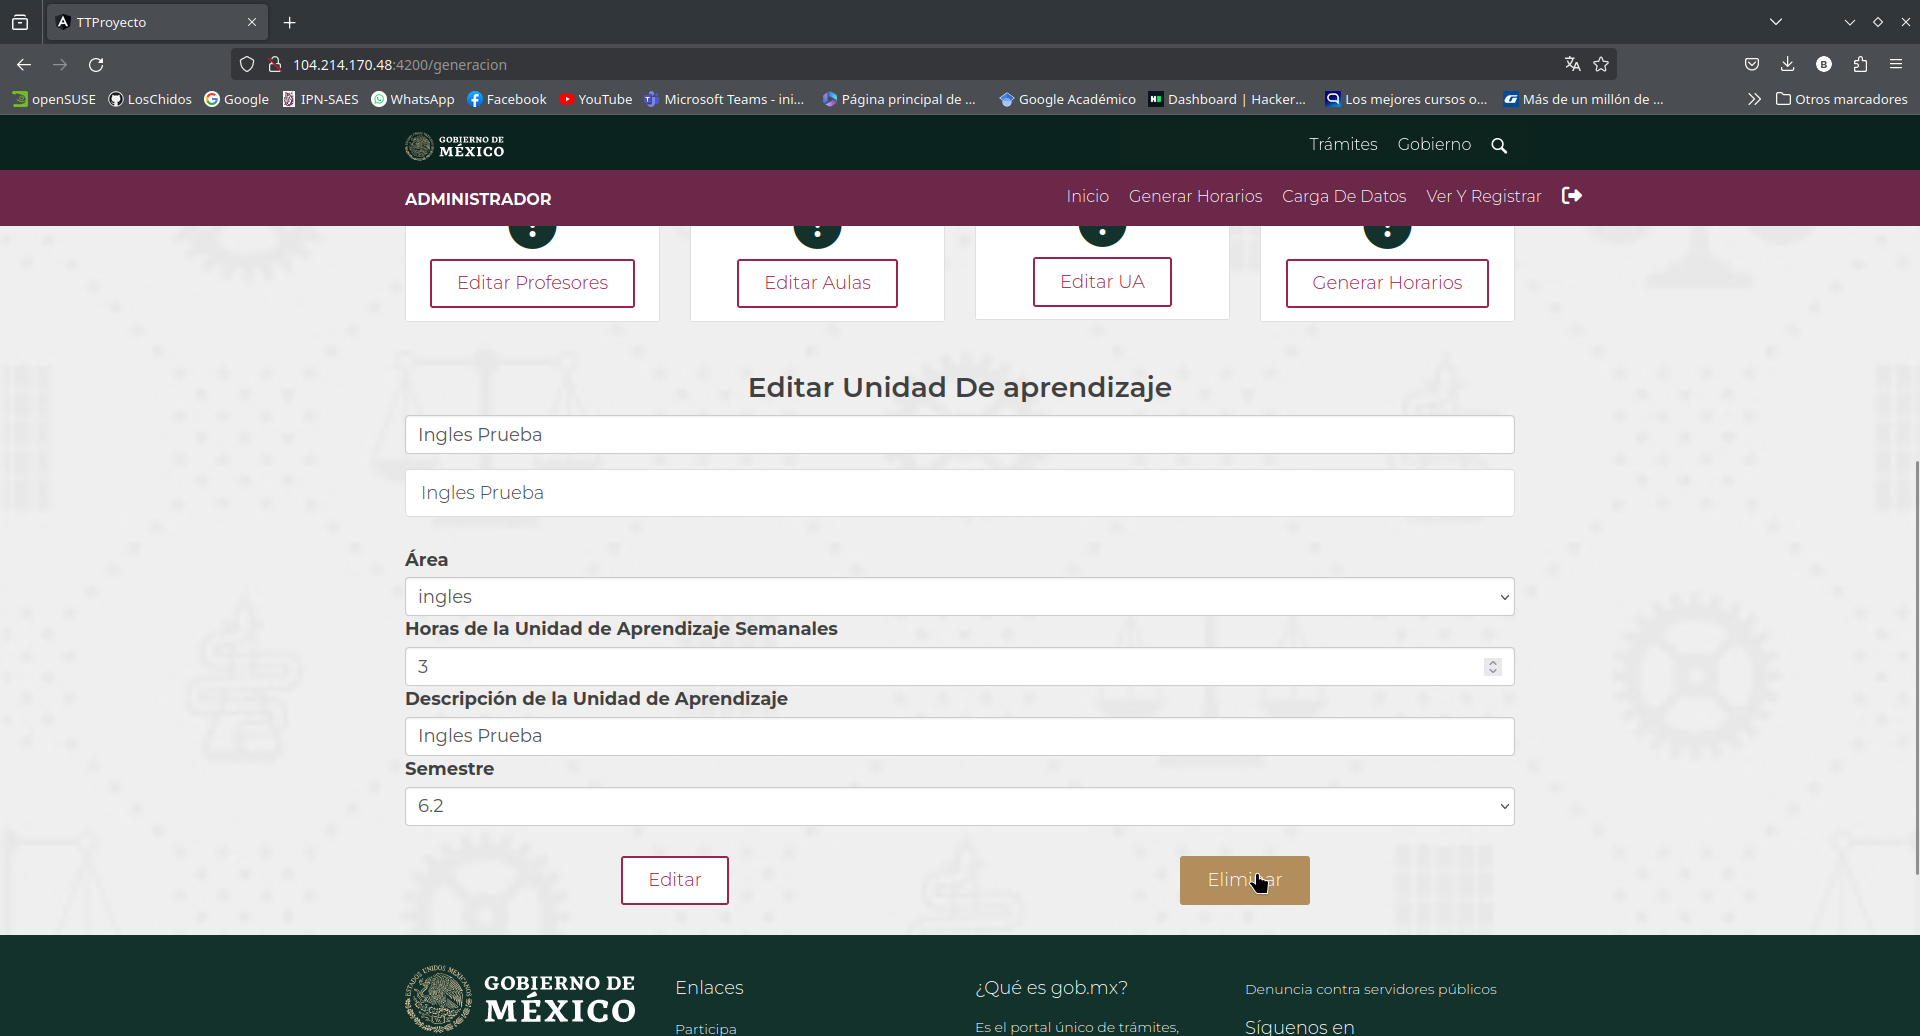 TTProyecto
104.214.170.48:4200/generacion
openSUSE LosChidos Google IPN-SAES WhatsApp Facebook YouTube Microsoft Teams - ini... Página principal de ... Google Académico Dashboard | Hacker... Los mejores cursos o... Más de un millón de ... Otros marcadores
GOBIERNO DE
MÉXICO
Trámites Gobierno
ADMINISTRADOR
Inicio Generar Horarios Carga De Datos Ver Y Registrar
Editar Profesores Editar Aulas Editar UA Generar Horarios
Editar Unidad De aprendizaje
Ingles Prueba
Ingles Prueba
Área
ingles
Horas de la Unidad de Aprendizaje Semanales
3
Descripción de la Unidad de Aprendizaje
Ingles Prueba
Semestre
6.2
Editar Eliminar
GOBIERNO DE
MÉXICO
Enlaces
Participa
¿Qué es gob.mx?
Es el portal único de trámites,
Denuncia contra servidores públicos
Síguenos en